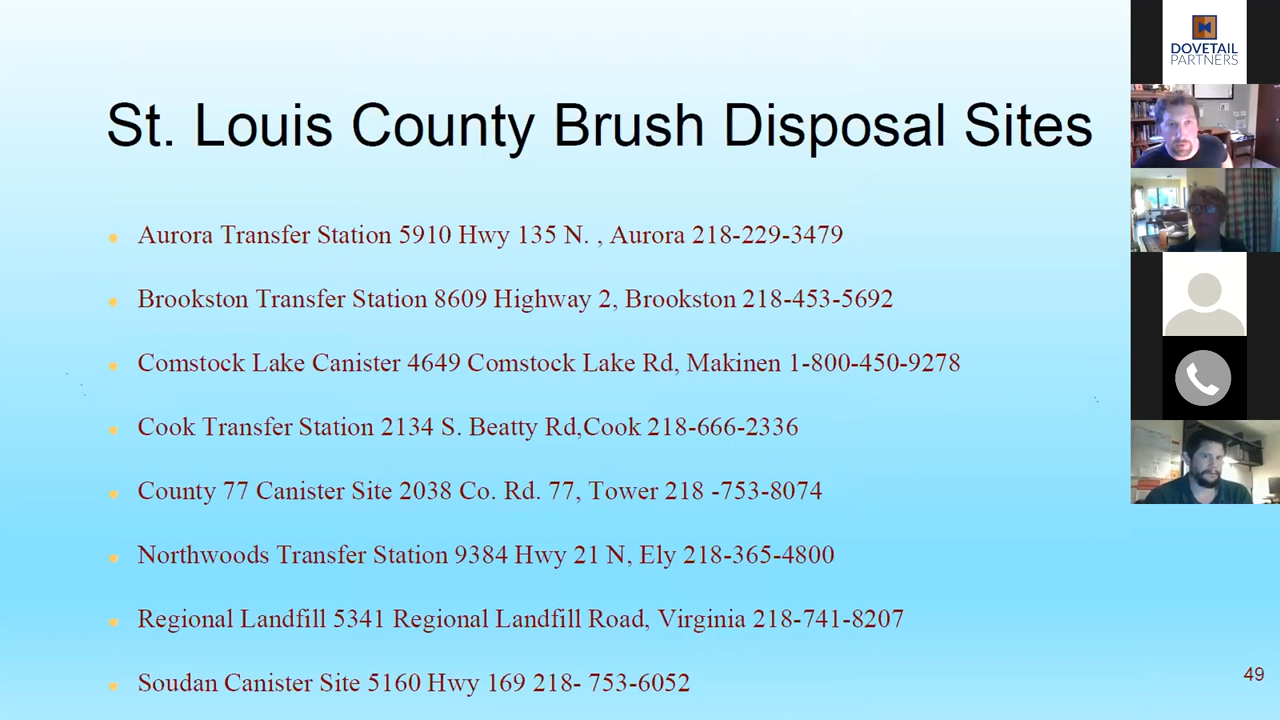 St. Louis County Brush Disposal Sites
Aurora Transfer Station 5910 Hwy 135 N. , Aurora 218-229-3479
Brookston Transfer Station 8609 Highway 2, Brookston 218-453-5692
Comstock Lake Canister 4649 Comstock Lake Rd, Makinen 1-800-450-9278
Cook Transfer Station 2134 S. Beatty Rd,Cook 218-666-2336
County 77 Canister Site 2038 Co. Rd. 77, Tower 218 -753-8074
Northwoods Transfer Station 9384 Hwy 21 N, Ely 218-365-4800
Regional Landfill 5341 Regional Landfill Road, Virginia 218-741-8207
Soudan Canister Site 5160 Hwy 169 218- 753-6052
49
DOVETAIL
PARTNERS